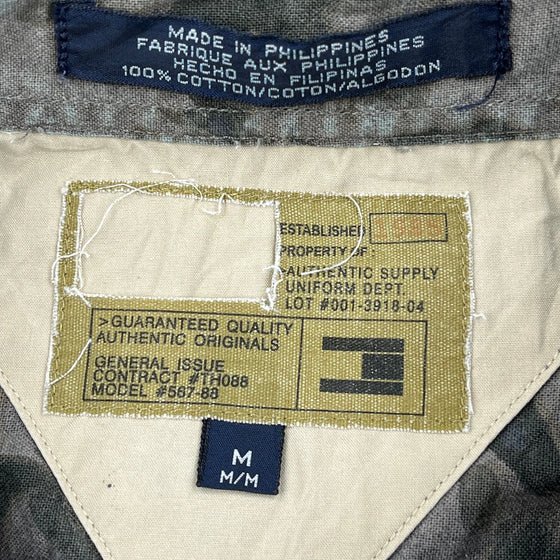 MADE IN PHILIPPINES
FABRIQUE AUX PHILIPPINES
HECHO EN FILIPINAS
100% COTTON/COTON/ALGODON
ESTABLISHED
PROPERTY OF:
>AUTHENTIC SUPPLY
UNIFORM DEPT.
LOT #001-3918-04
>GUARANTEED QUALITY
AUTHENTIC ORIGINALS
GENERAL ISSUE
CONTRACT #TH088
MODEL #567-88
M
M/M